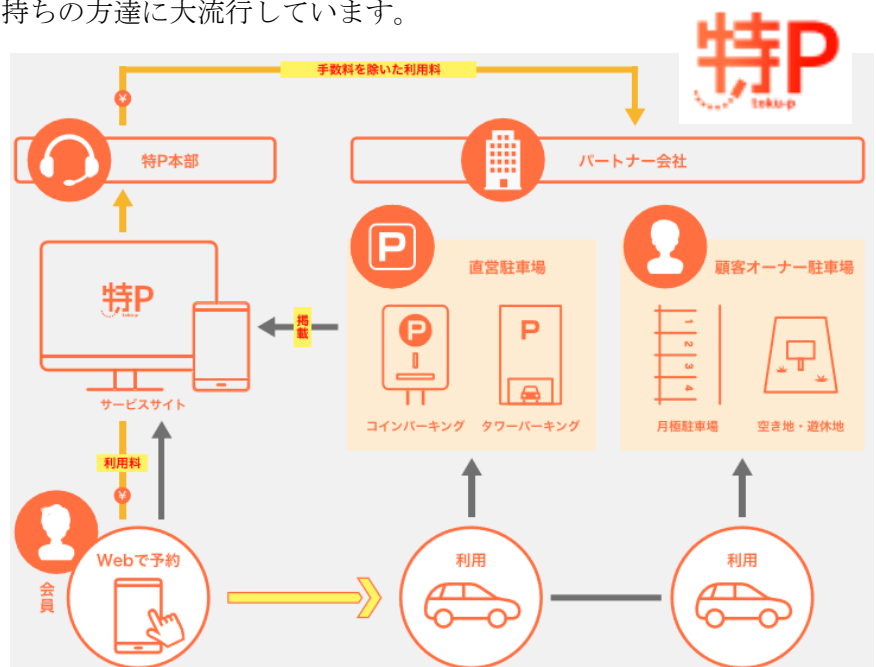 持ちの方達に大流行しています。
特P
toku-p
手数料を除いた利用料
¥
特P本部
パートナー会社
P
直営駐車場
顧客オーナー駐車場
特P
掲載
P
P
1
2
3
4
サービスサイト
コインパーキング
タワーパーキング
月極駐車場
空き地・遊休地
利用料
¥
会員
Webで予約
利用
利用